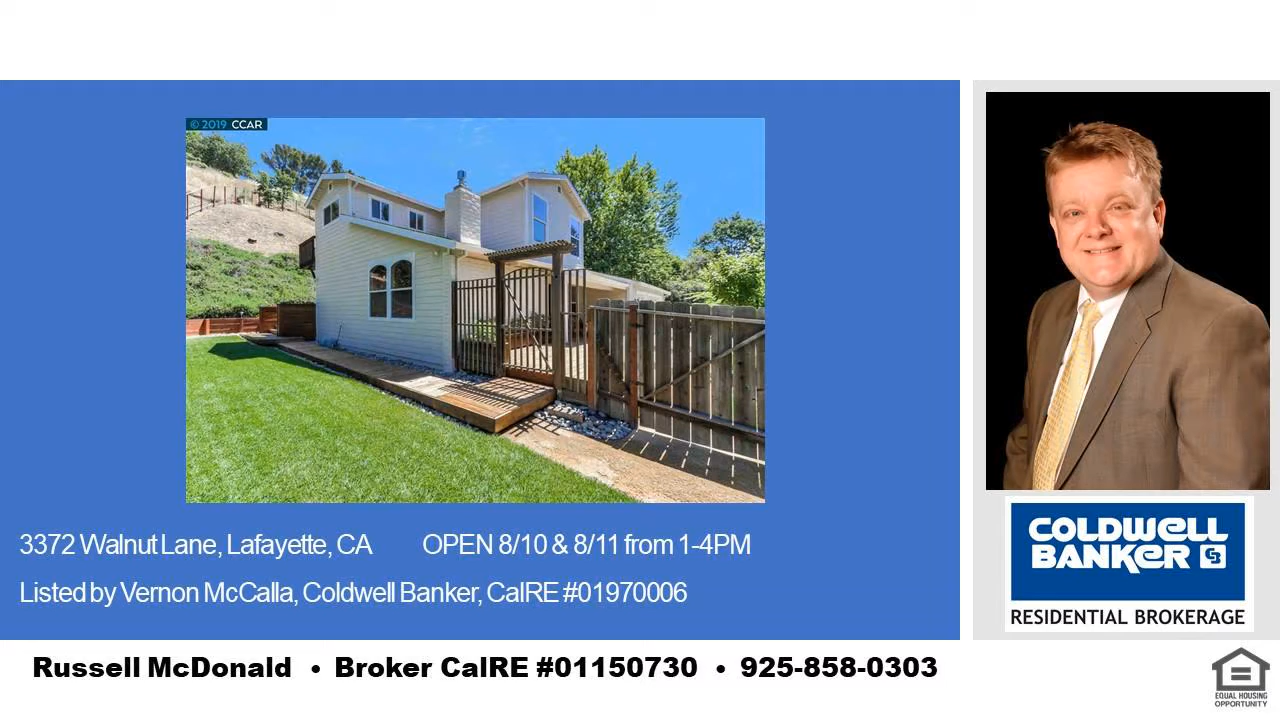 © 2019 CCAR
3372 Walnut Lane, Lafayette, CA OPEN 8/10 & 8/11 from 1-4PM
Listed by Vernon McCalla, Coldwell Banker, CalRE #01970006
COLDWELL
BANKER CB
RESIDENTIAL BROKERAGE
Russell McDonald • Broker CalRE #01150730 • 925-858-0303
EQUAL HOUSING
OPPORTUNITY